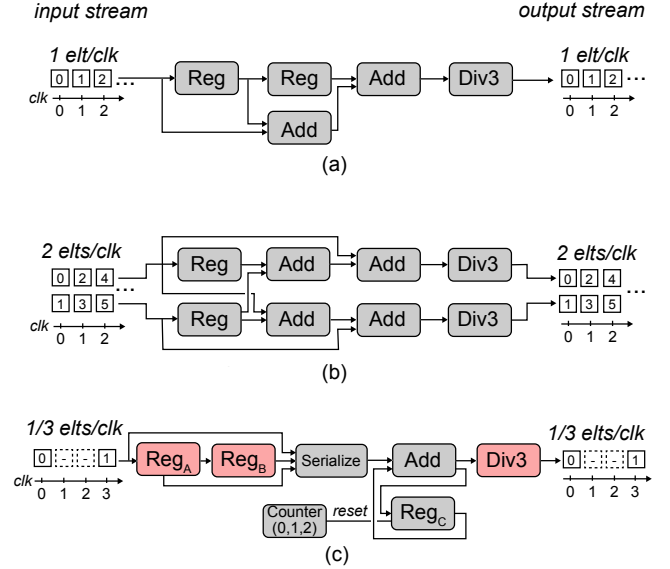 input stream
output stream
1 elt/clk
1 elt/clk
0 1 2 ...
Reg
Reg
Add
Div3
0 1 2 ...
clk
0 1 2
Add
0 1 2
(a)
2 elts/clk
2 elts/clk
0 2 4
1 3 5
...
Reg
Add
Add
Div3
Reg
Add
Add
Div3
0 2 4
1 3 5
...
clk
0 1 2
0 1 2
(b)
1/3 elts/clk
1/3 elts/clk
0 - - 1
RegA
RegB
Serialize
Add
Div3
0 - - 1
clk
0 1 2 3
0 1 2 3
Counter
(0,1,2)
reset
RegC
(c)